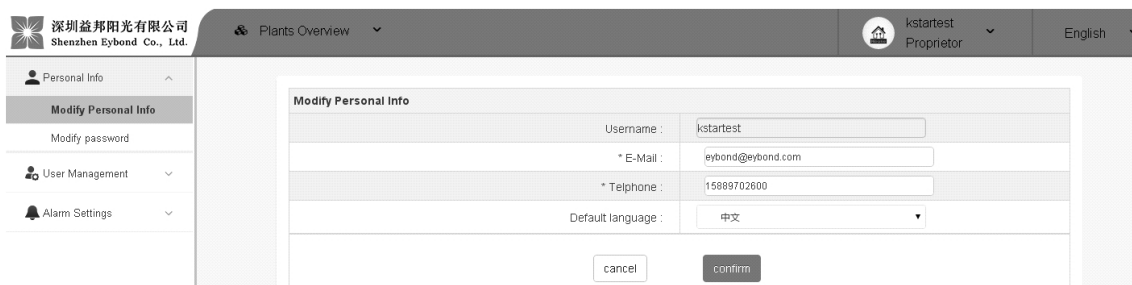 深圳益邦阳光有限公司
Shenzhen Eybond Co., Ltd.
Plants Overview
kstartest
Proprietor
English
Personal Info
Modify Personal Info
Modify password
User Management
Alarm Settings
Modify Personal Info
Username : kstartest
* E-Mail : eybond@eybond.com
* Telphone : 15889702600
Default language : 中文
cancel confirm